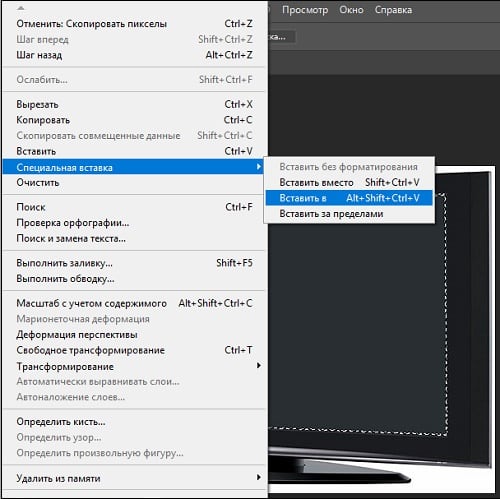 Просмотр Окно Справка
ка...
Отменить: Скопировать пикселы Ctrl+Z
Шаг вперед Shift+Ctrl+Z
Шаг назад Alt+Ctrl+Z
Ослабить... Shift+Ctrl+F
Вырезать Ctrl+X
Копировать Ctrl+C
Скопировать совмещенные данные Shift+Ctrl+C
Вставить Ctrl+V
Специальная вставка
Вставить без форматирования
Вставить вместо Shift+Ctrl+V
Вставить в Alt+Shift+Ctrl+V
Вставить за пределами
Очистить
Поиск Ctrl+F
Проверка орфографии...
Поиск и замена текста...
Выполнить заливку... Shift+F5
Выполнить обводку...
Масштаб с учетом содержимого Alt+Shift+Ctrl+C
Марионеточная деформация
Деформация перспективы
Свободное трансформирование Ctrl+T
Трансформирование
Автоматически выравнивать слои...
Автоналожение слоев...
Определить кисть...
Определить узор...
Определить произвольную фигуру...
Удалить из памяти